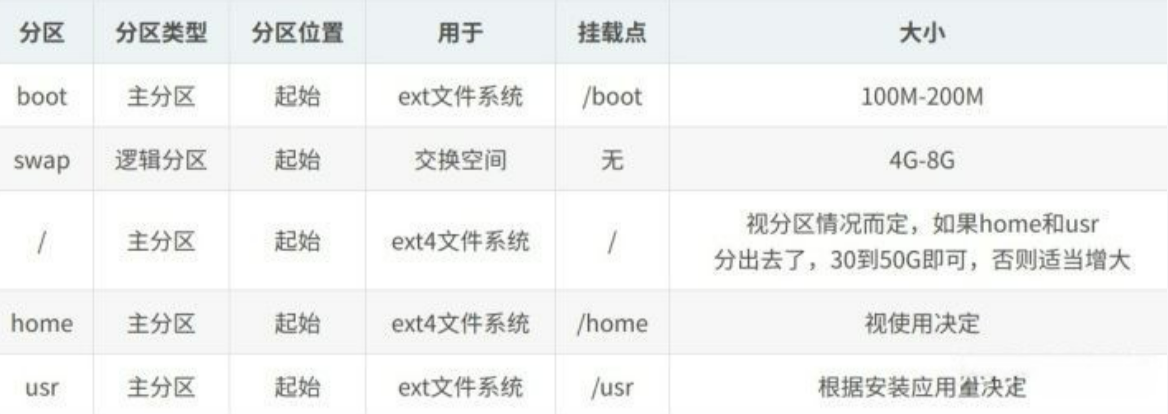 分区 分区类型 分区位置 用于 挂载点 大小
boot 主分区 起始 ext文件系统 /boot 100M-200M
swap 逻辑分区 起始 交换空间 无 4G-8G
/ 主分区 起始 ext4文件系统 / 视分区情况而定，如果home和usr
分出去了，30到50G即可，否则适当增大
home 主分区 起始 ext4文件系统 /home 视使用决定
usr 主分区 起始 ext文件系统 /usr 根据安装应用量决定